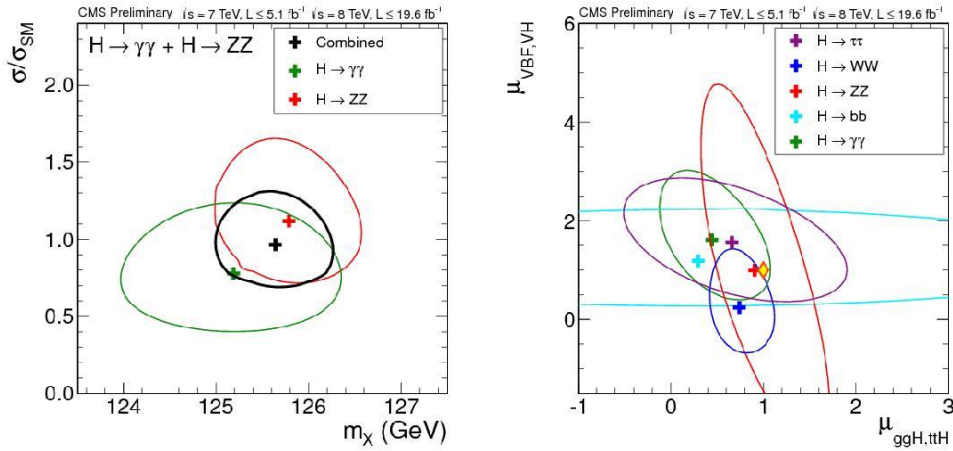 CMS Preliminary √s = 7 TeV, L ≤ 5.1 fb⁻¹ √s = 8 TeV, L ≤ 19.6 fb⁻¹
H → γγ + H → ZZ
Combined
H → γγ
H → ZZ
σ/σSM
2.0
1.5
1.0
0.5
0.0
124 125 126 127
mX (GeV)
CMS Preliminary √s = 7 TeV, L ≤ 5.1 fb⁻¹ √s = 8 TeV, L ≤ 19.6 fb⁻¹
H → ττ
H → WW
H → ZZ
H → bb
H → γγ
μVBF,VH
6
4
2
0
-1 0 1 2 3
μggH,ttH